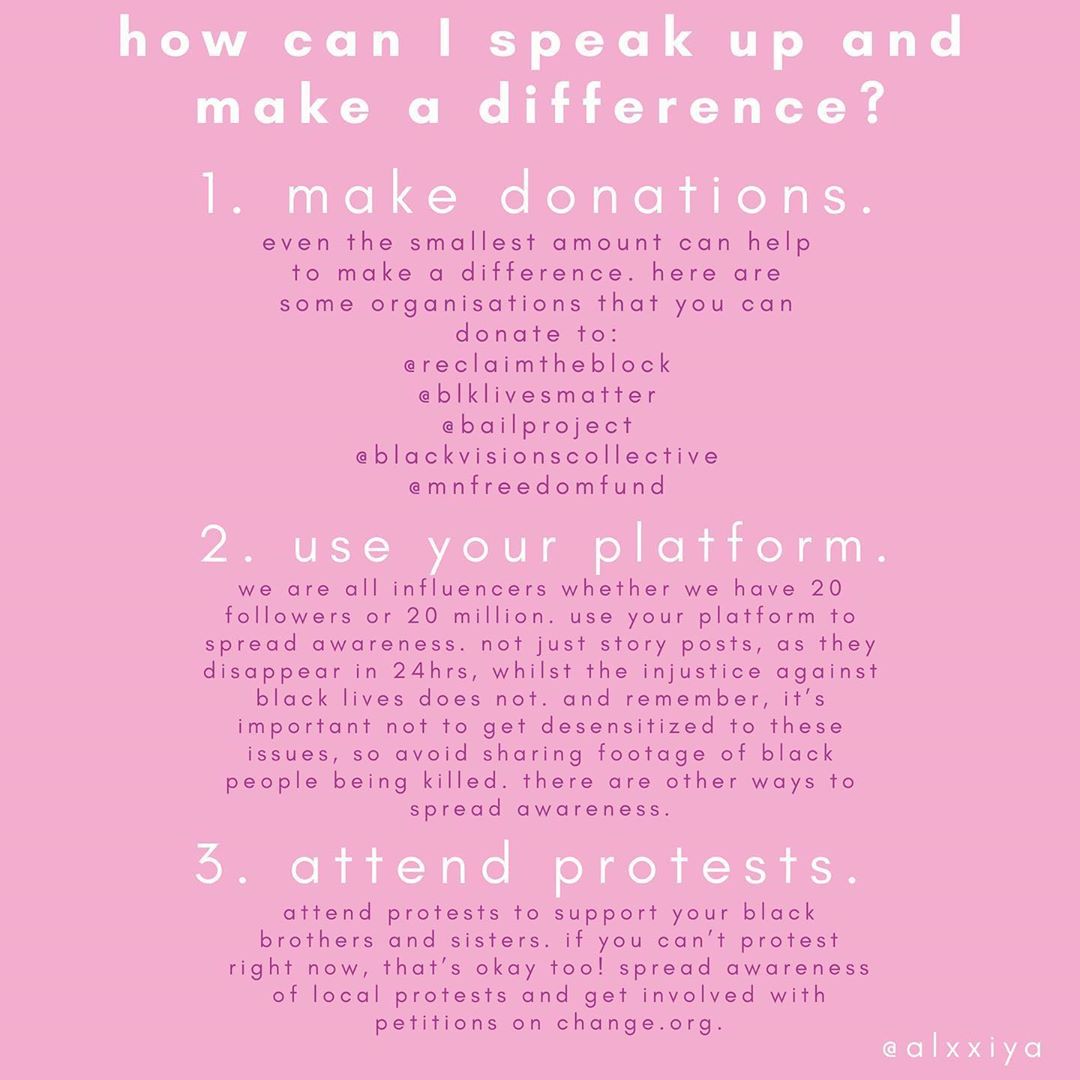 how can I speak up and
make a difference?
1. make donations.
even the smallest amount can help
to make a difference. here are
some organisations that you can
donate to:
@reclaimtheblock
@blklivesmatter
@bailproject
@blackvisionscollective
@mnfreedomfund
2. use your platform.
we are all influencers whether we have 20
followers or 20 million. use your platform to
spread awareness. not just story posts, as they
disappear in 24hrs, whilst the injustice against
black lives does not. and remember, it's
important not to get desensitized to these
issues, so avoid sharing footage of black
people being killed. there are other ways to
spread awareness.
3. attend protests.
attend protests to support your black
brothers and sisters. if you can't protest
right now, that's okay too! spread awareness
of local protests and get involved with
petitions on change.org.
@alxxiya